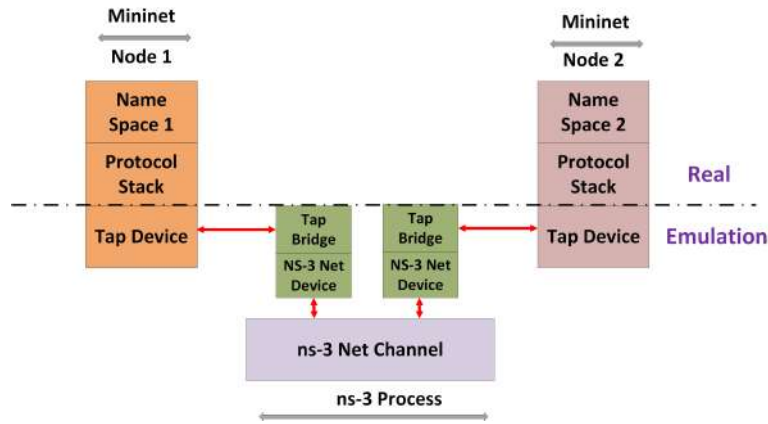 Mininet
Node 1
Name
Space 1
Protocol
Stack
Tap Device
Mininet
Node 2
Name
Space 2
Protocol
Stack
Tap Device
Real
Emulation
Tap
Bridge
NS-3 Net
Device
Tap
Bridge
NS-3 Net
Device
ns-3 Net Channel
ns-3 Process